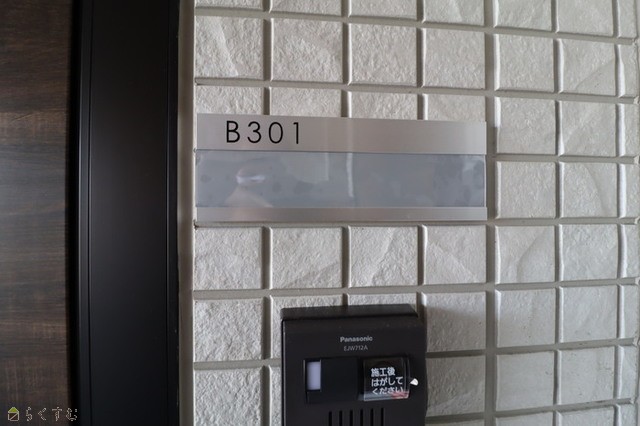 B301
Panasonic
EJW712A
施工後
はがして
ください
らくすむ